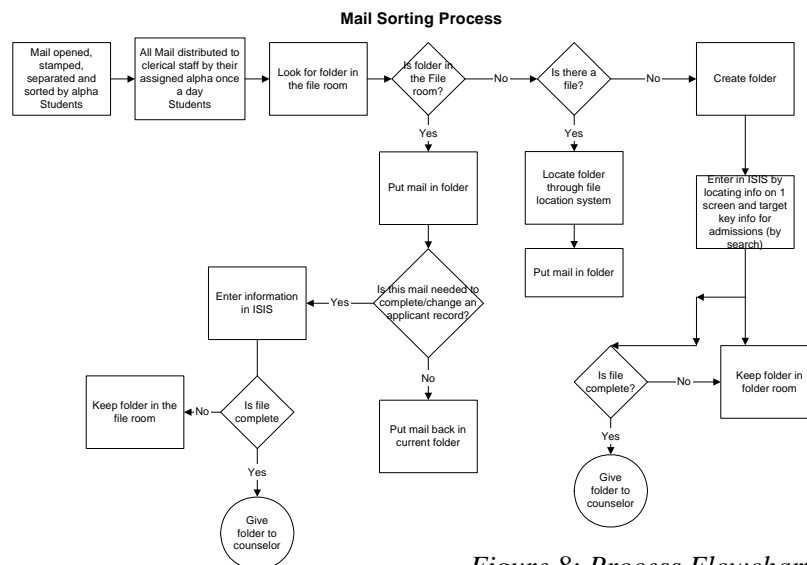 Mail Sorting Process
Mail opened,
stamped,
separated and
sorted by alpha
Students
All Mail distributed to
clerical staff by their
assigned alpha once
a day
Students
Look for folder in
the file room
Is folder in
the File
room?
No
Is there a
file?
No
Create folder
Yes
Yes
Put mail in folder
Locate folder
through file
location system
Enter in ISIS by
locating info on 1
screen and target
key info for
admissions (by
search)
Put mail in folder
Is this mail needed to
complete/change an
applicant record?
Yes
Enter information
in ISIS
No
Put mail back in
current folder
Is file
complete
No
Keep folder in the
file room
Yes
Give
folder to
counselor
Is file
complete?
No
Keep folder in
folder room
Yes
Give
folder to
counselor
Figure 8: Process Flowchart